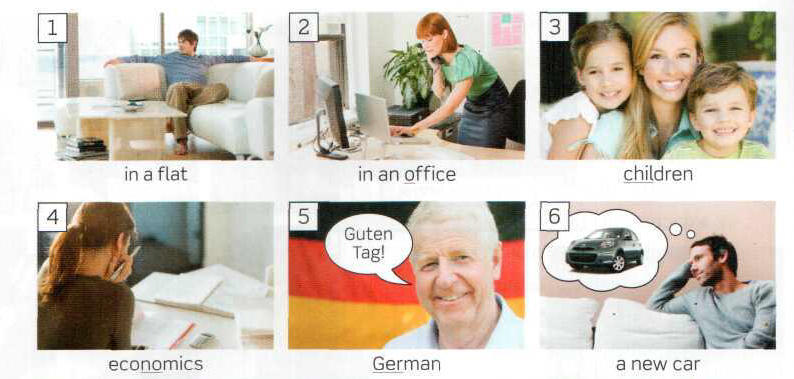 1
2
3
in a flat
in an office
children
4
5
6
Guten
Tag!
economics
German
a new car